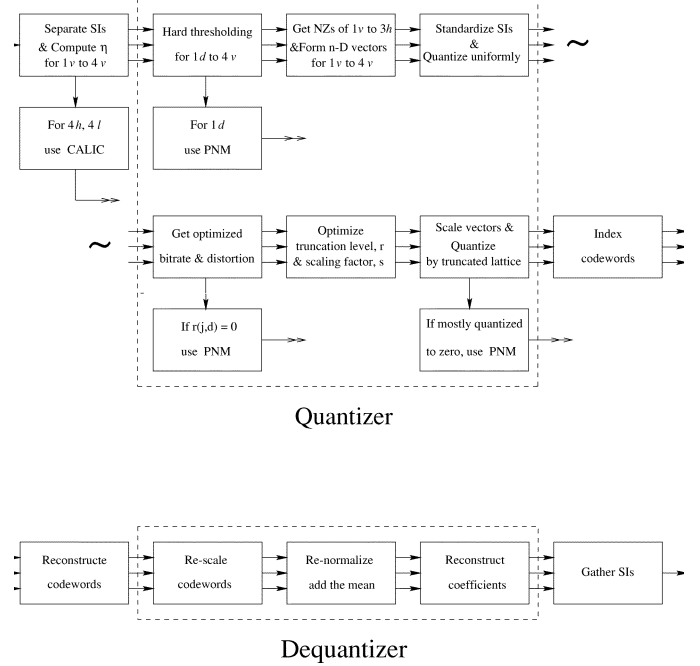 Separate SIs
& Compute η
for 1v to 4v
Hard thresholding
for 1d to 4v
Get NZs of 1v to 3h
&Form n-D vectors
for 1v to 4v
Standardize SIs
&
Quantize uniformly
~
For 4h, 4l
use CALIC
For 1d
use PNM
~
Get optimized
bitrate & distortion
Optimize
truncation level, r
& scaling factor, s
Scale vectors &
Quantize
by truncated lattice
Index
codewords
If r(j,d) = 0
use PNM
If mostly quantized
to zero, use PNM
Quantizer
Reconstructe
codewords
Re-scale
codewords
Re-normalize
add the mean
Reconstruct
coefficients
Gather SIs
Dequantizer